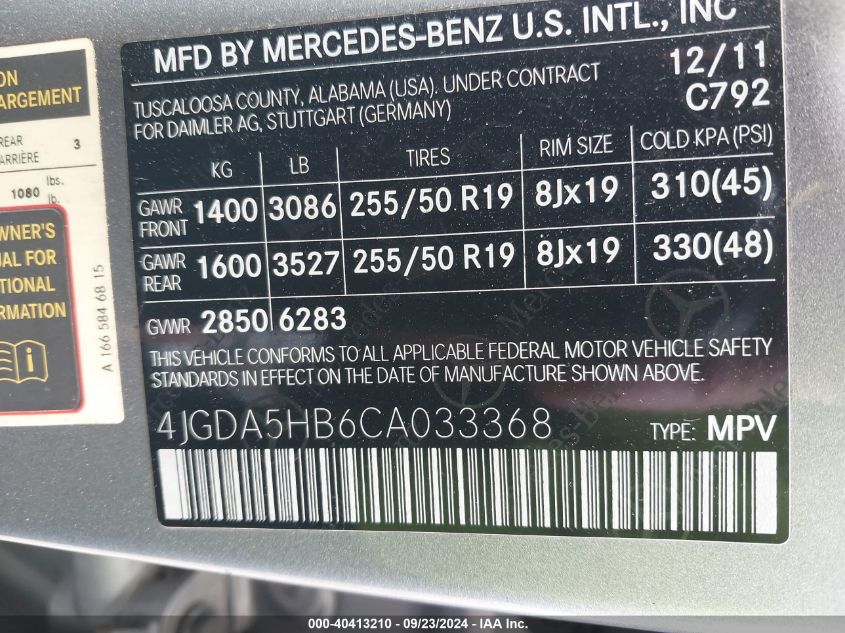 MFD BY MERCEDES-BENZ U.S. INTL., INC
TUSCALOOSA COUNTY, ALABAMA (USA). UNDER CONTRACT 12/11
FOR DAIMLER AG, STUTTGART (GERMANY) C792
KG LB TIRES RIM SIZE COLD KPA(PSI)
GAWR FRONT 1400 3086 255/50 R19 8Jx19 310(45)
GAWR REAR 1600 3527 255/50 R19 8Jx19 330(48)
GVWR 2850 6283
THIS VEHICLE CONFORMS TO ALL APPLICABLE FEDERAL MOTOR VEHICLE SAFETY
STANDARDS IN EFFECT ON THE DATE OF MANUFACTURE SHOWN ABOVE.
4JGDA5HB6CA033368 TYPE: MPV
ON
ARGEMENT
REAR 3
ARRIÈRE
1080 lbs.
lb.
WNER'S
UAL FOR
TIONAL
ORMATION
A 166 584 68 15
Mercedes-Benz
000-40413210 - 09/23/2024 - IAA Inc.